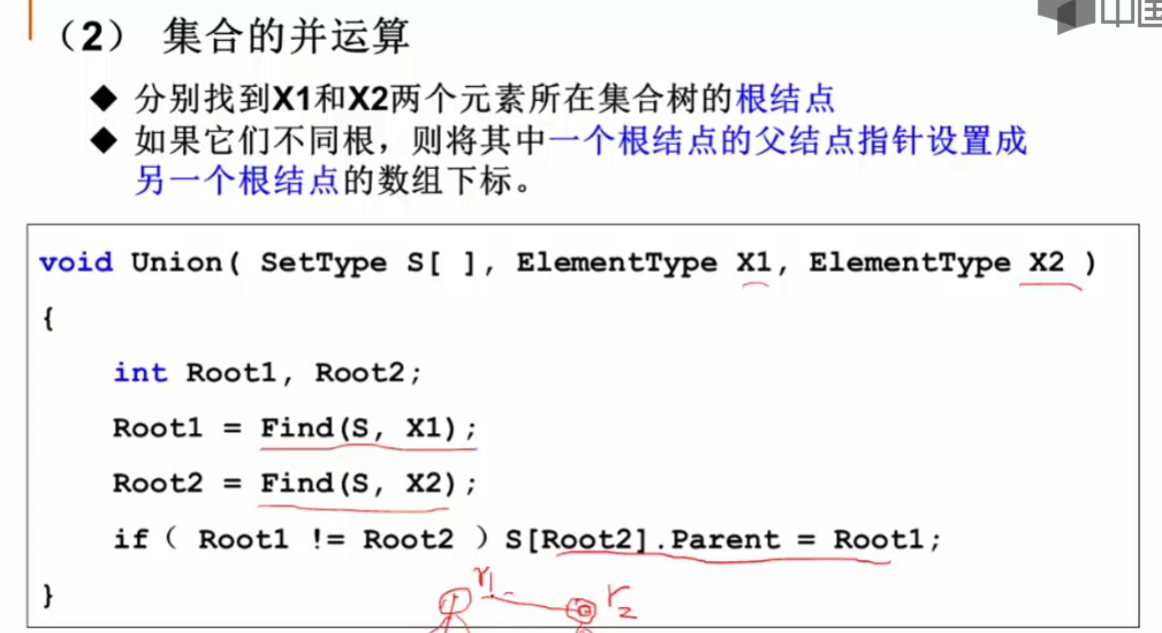 中国
（2） 集合的并运算
◆ 分别找到X1和X2两个元素所在集合树的根结点
◆ 如果它们不同根，则将其中一个根结点的父结点指针设置成
另一个根结点的数组下标。
void Union( SetType S[ ], ElementType X1, ElementType X2 )
{
int Root1, Root2;
Root1 = Find(S, X1);
Root2 = Find(S, X2);
if（ Root1 != Root2 ）S[Root2].Parent = Root1;
}
r1 r2